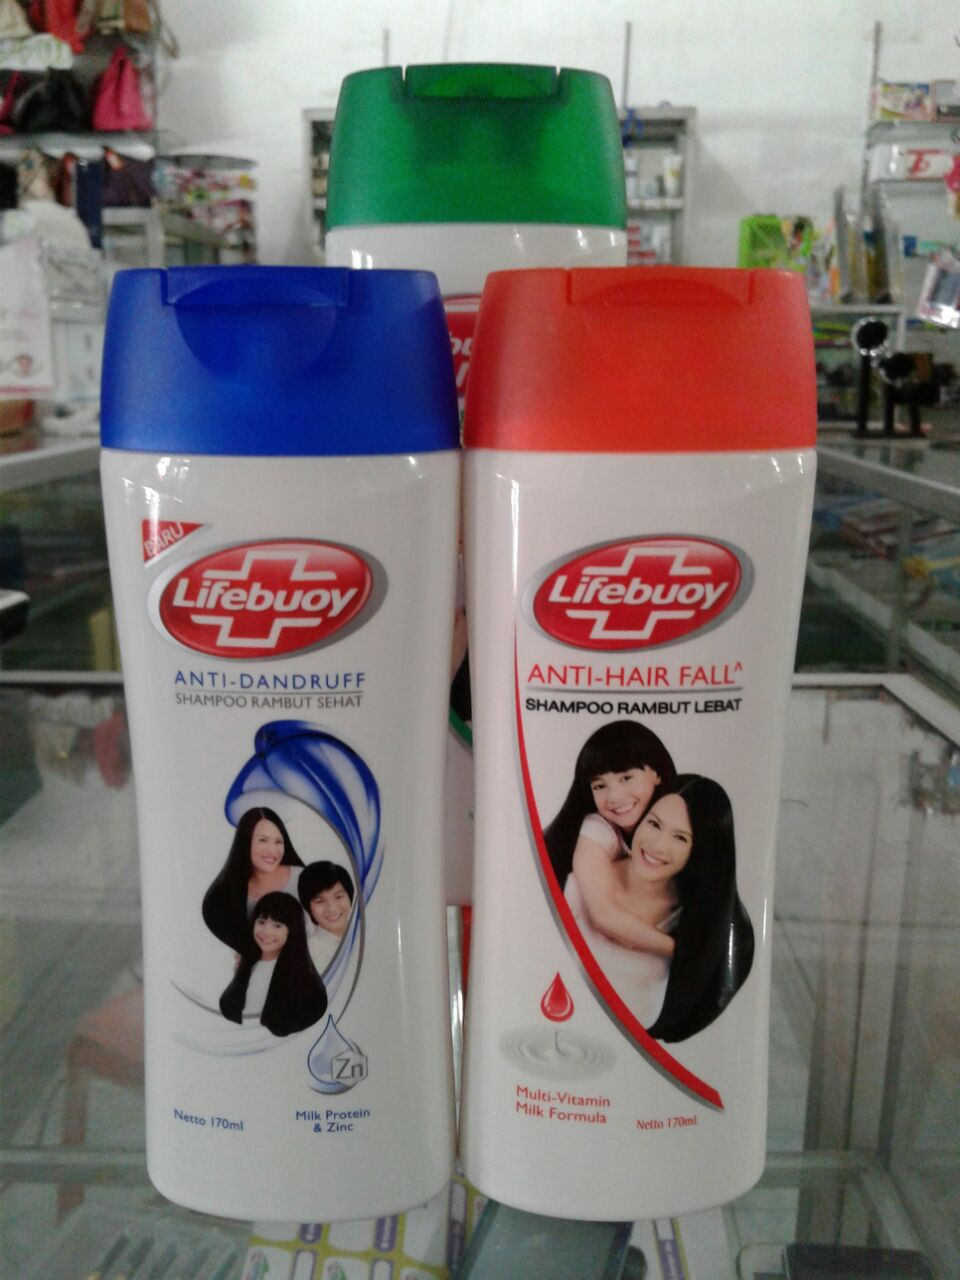 BARU
Lifebuoy
ANTI-DANDRUFF
SHAMPOO RAMBUT SEHAT
Zn
Netto 170ml
Milk Protein
& Zinc
Lifebuoy
ANTI-HAIR FALL^
SHAMPOO RAMBUT LEBAT
Multi-Vitamin
Milk Formula
Netto 170ml